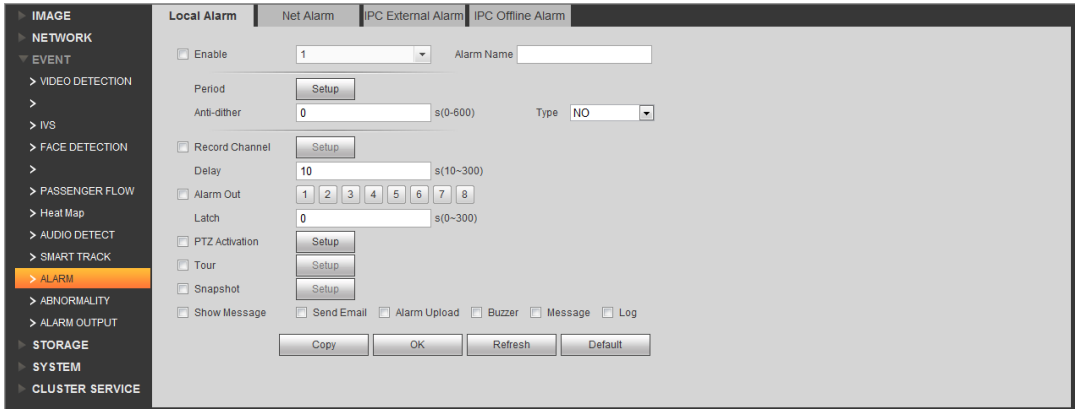 IMAGE
NETWORK
EVENT
> VIDEO DETECTION
>
> IVS
> FACE DETECTION
>
> PASSENGER FLOW
> Heat Map
> AUDIO DETECT
> SMART TRACK
> ALARM
> ABNORMALITY
> ALARM OUTPUT
STORAGE
SYSTEM
CLUSTER SERVICE
Local Alarm Net Alarm IPC External Alarm IPC Offline Alarm
Enable 1 Alarm Name
Period Setup
Anti-dither 0 s(0-600) Type NO
Record Channel Setup
Delay 10 s(10~300)
Alarm Out 1 2 3 4 5 6 7 8
Latch 0 s(0~300)
PTZ Activation Setup
Tour Setup
Snapshot Setup
Show Message Send Email Alarm Upload Buzzer Message Log
Copy OK Refresh Default